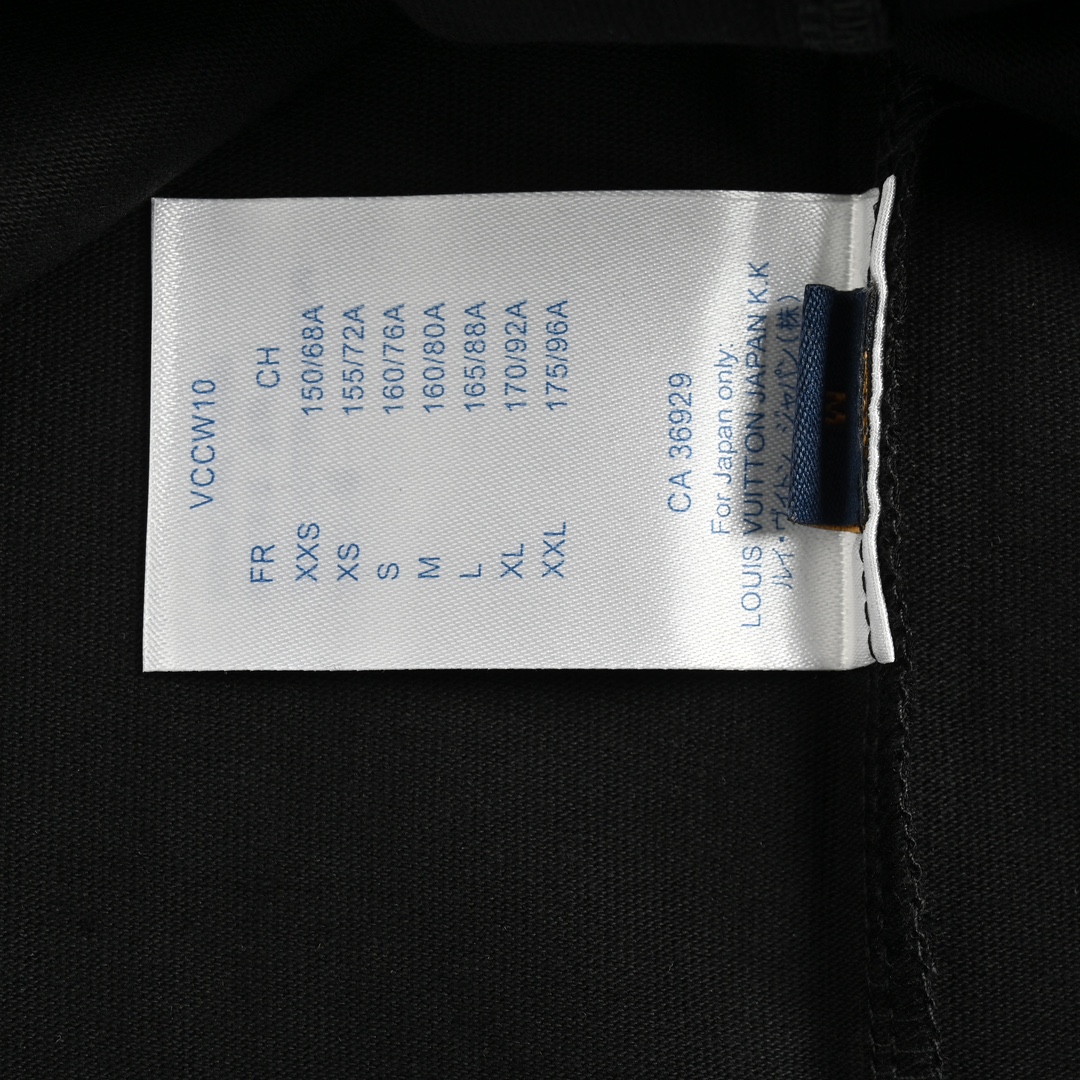 VCCW10
FR CH
XXS 150/68A
XS 155/72A
S 160/76A
M 160/80A
L 165/88A
XL 170/92A
XXL 175/96A
CA 36929
For Japan only:
LOUIS VUITTON JAPAN K.K
ルイ・ヴィトン ジャパン(株)
M